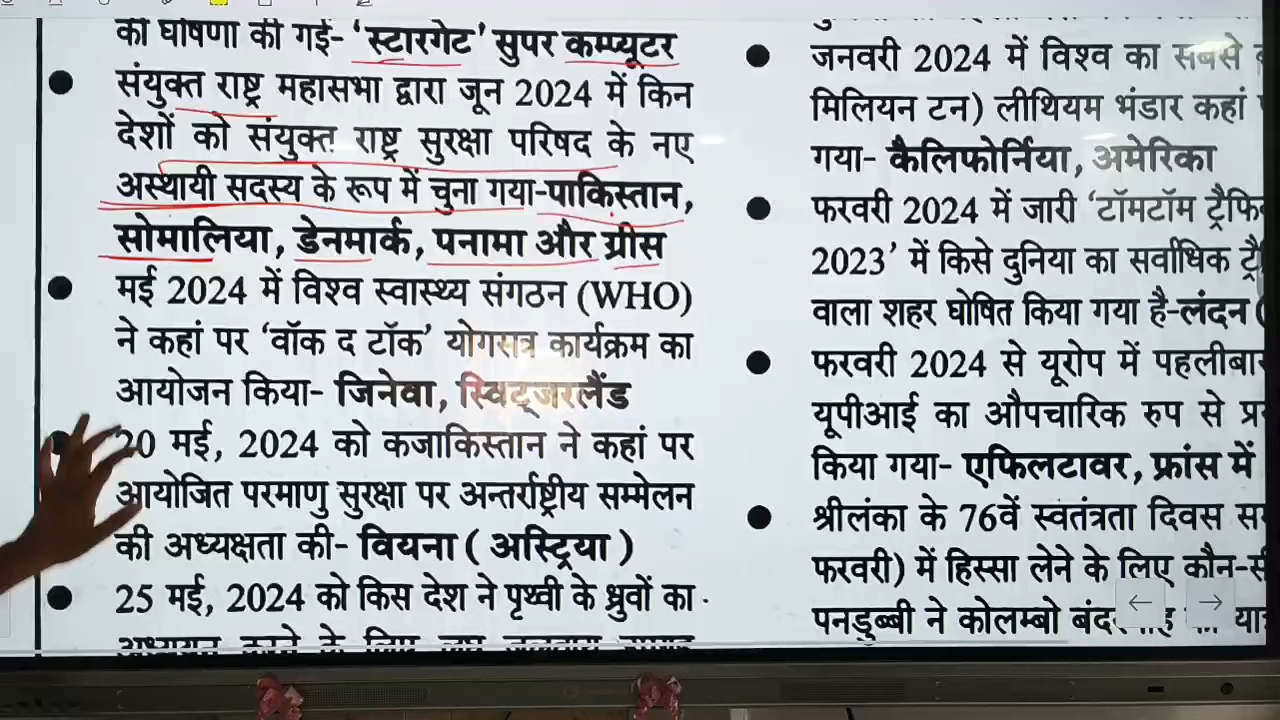 की घोषणा की गई- 'स्टारगेट' सुपर कम्प्यूटर
संयुक्त राष्ट्र महासभा द्वारा जून 2024 में किन
देशों को संयुक्त राष्ट्र सुरक्षा परिषद के नए
अस्थायी सदस्य के रूप में चुना गया-पाकिस्तान,
सोमालिया, डेनमार्क, पनामा और ग्रीस
मई 2024 में विश्व स्वास्थ्य संगठन (WHO)
ने कहां पर 'वॉक द टॉक' योगसत्र कार्यक्रम का
आयोजन किया- जिनेवा, स्विट्जरलैंड
20 मई, 2024 को कजाकिस्तान ने कहां पर
आयोजित परमाणु सुरक्षा पर अन्तर्राष्ट्रीय सम्मेलन
की अध्यक्षता की- वियना ( अस्ट्रिया )
25 मई, 2024 को किस देश ने पृथ्वी के ध्रुवों का
जनवरी 2024 में विश्व का सबसे
मिलियन टन) लीथियम भंडार कहां
गया- कैलिफोर्निया, अमेरिका
फरवरी 2024 में जारी 'टॉमटॉम
2023' में किसे दुनिया का सर्वाधिक
वाला शहर घोषित किया गया है-लंदन (
फरवरी 2024 से यूरोप में पहलीबार
यूपीआई का औपचारिक रुप से
किया गया- एफिलटावर, फ्रांस में
श्रीलंका के 76वें स्वतंत्रता दिवस
फरवरी) में हिस्सा लेने के लिए
पनडुब्बी ने कोलम्बो